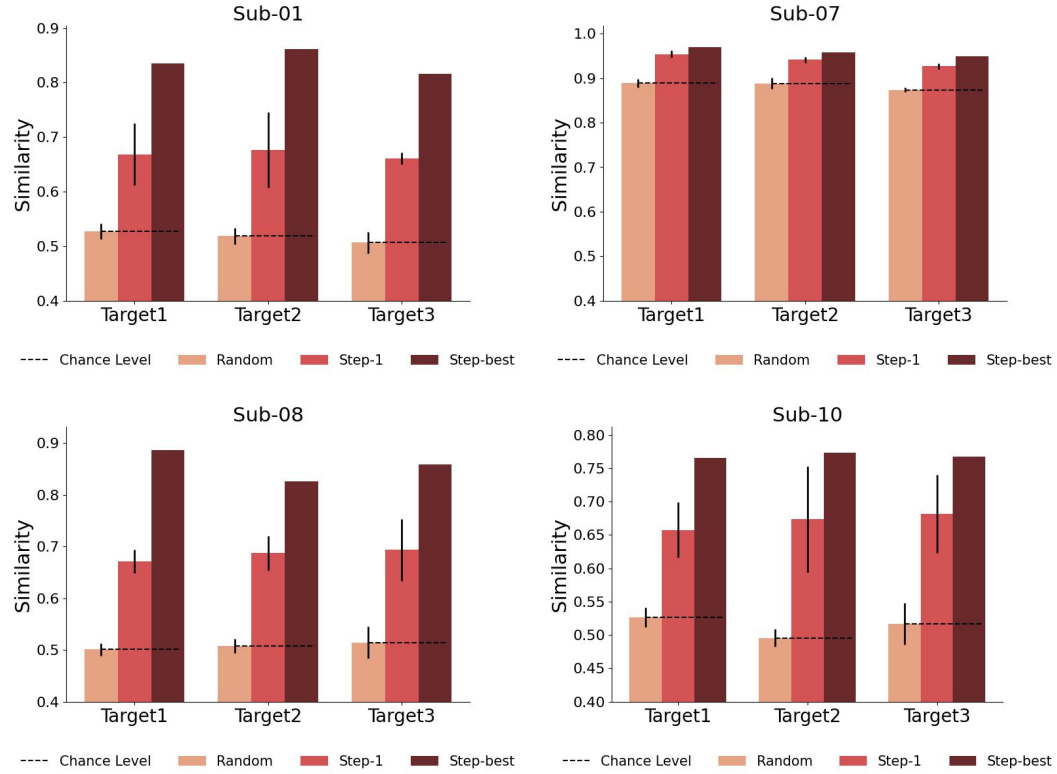 Sub-01
Similarity
0.9
0.8
0.7
0.6
0.5
0.4
Target1 Target2 Target3
Chance Level Random Step-1 Step-best
Sub-07
Similarity
1.0
0.9
0.8
0.7
0.6
0.5
0.4
Target1 Target2 Target3
Chance Level Random Step-1 Step-best
Sub-08
Similarity
0.9
0.8
0.7
0.6
0.5
0.4
Target1 Target2 Target3
Chance Level Random Step-1 Step-best
Sub-10
Similarity
0.80
0.75
0.70
0.65
0.60
0.55
0.50
0.45
0.40
Target1 Target2 Target3
Chance Level Random Step-1 Step-best